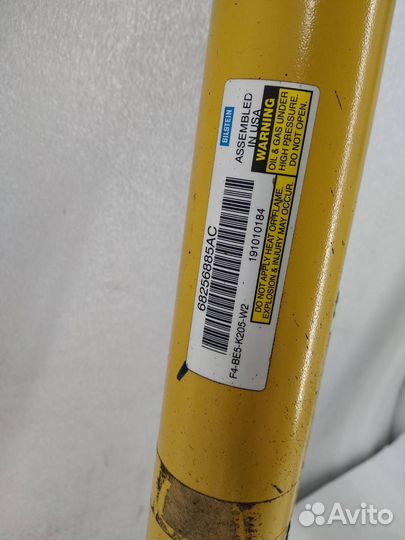 BILSTEIN
ASSEMBLED
IN USA
WARNING
OIL & GAS UNDER
HIGH PRESSURE.
DO NOT OPEN.
68256885AC
191010184
F4-BE5-K205-W2
DO NOT APPLY HEAT OR FLAME.
EXPLOSION & INJURY MAY OCCUR.
L
Avito